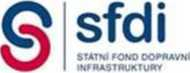 sfdi
STÁTNÍ FOND DOPRAVNÍ
INFRASTRUKTURY